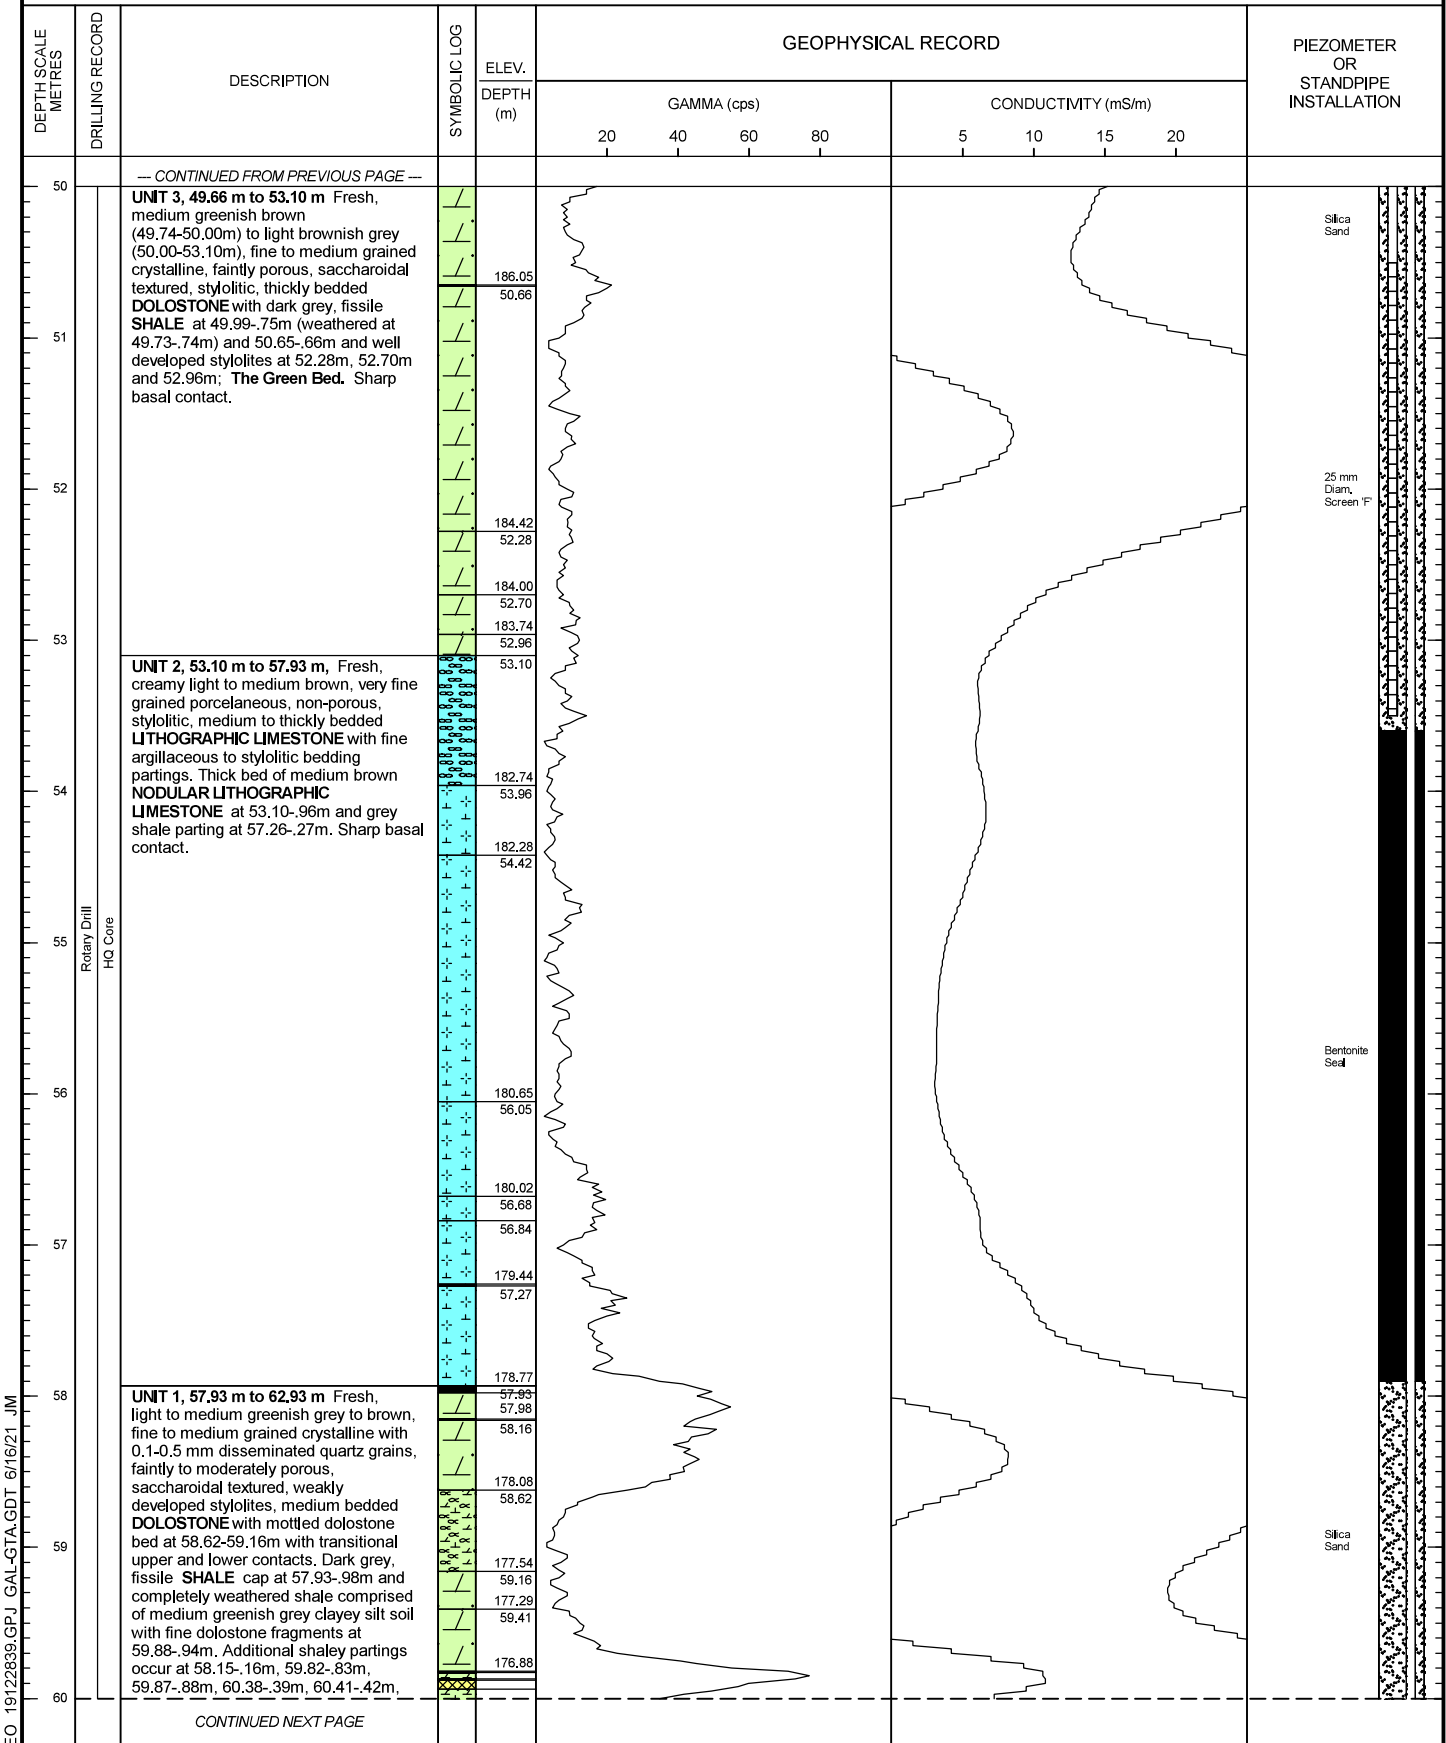 DEPTH SCALE
METRES
DRILLING RECORD
DESCRIPTION
SYMBOLIC LOG
ELEV.
DEPTH
(m)
GEOPHYSICAL RECORD
GAMMA (cps)
20 40 60 80
CONDUCTIVITY (mS/m)
5 10 15 20
PIEZOMETER
OR
STANDPIPE
INSTALLATION
--- CONTINUED FROM PREVIOUS PAGE ---
50
51
52
53
54
55
56
57
58
59
60
Rotary Drill
HQ Core
UNIT 3, 49.66 m to 53.10 m Fresh,
medium greenish brown
(49.74-50.00m) to light brownish grey
(50.00-53.10m), fine to medium grained
crystalline, faintly porous, saccharoidal
textured, stylolitic, thickly bedded
DOLOSTONE with dark grey, fissile
SHALE at 49.99-.75m (weathered at
49.73-.74m) and 50.65-.66m and well
developed stylolites at 52.28m, 52.70m
and 52.96m; The Green Bed. Sharp
basal contact.
UNIT 2, 53.10 m to 57.93 m, Fresh,
creamy light to medium brown, very fine
grained porcelaneous, non-porous,
stylolitic, medium to thickly bedded
LITHOGRAPHIC LIMESTONE with fine
argillaceous to stylolitic bedding
partings. Thick bed of medium brown
NODULAR LITHOGRAPHIC
LIMESTONE at 53.10-.96m and grey
shale parting at 57.26-.27m. Sharp basal
contact.
UNIT 1, 57.93 m to 62.93 m Fresh,
light to medium greenish grey to brown,
fine to medium grained crystalline with
0.1-0.5 mm disseminated quartz grains,
faintly to moderately porous,
saccharoidal textured, weakly
developed stylolites, medium bedded
DOLOSTONE with mottled dolostone
bed at 58.62-59.16m with transitional
upper and lower contacts. Dark grey,
fissile SHALE cap at 57.93-.98m and
completely weathered shale comprised
of medium greenish grey clayey silt soil
with fine dolostone fragments at
59.88-.94m. Additional shaley partings
occur at 58.15-.16m, 59.82-.83m,
59.87-.88m, 60.38-.39m, 60.41-.42m,
CONTINUED NEXT PAGE
186.05
50.66
184.42
52.28
184.00
52.70
183.74
52.96
53.10
182.74
53.96
182.28
54.42
180.65
56.05
180.02
56.68
56.84
179.44
57.27
178.77
57.93
57.98
58.16
178.08
58.62
177.54
59.16
177.29
59.41
176.88
Silica
Sand
25 mm
Diam.
Screen 'F'
Bentonite
Seal
Silica
Sand
EO 19122839.GPJ GAL-GTA.GDT 6/16/21 JM